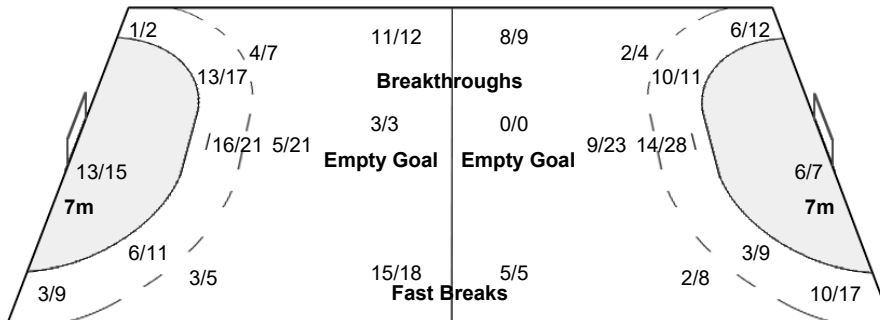 1/2 11/12 8/9 6/12
4/7 2/4
13/17 Breakthroughs 10/11
3/3 0/0
16/21 5/21 9/23 14/28
Empty Goal Empty Goal
13/15 6/7
7m 7m
6/11 3/9
3/5 15/18 5/5 2/8
3/9 Fast Breaks 10/17